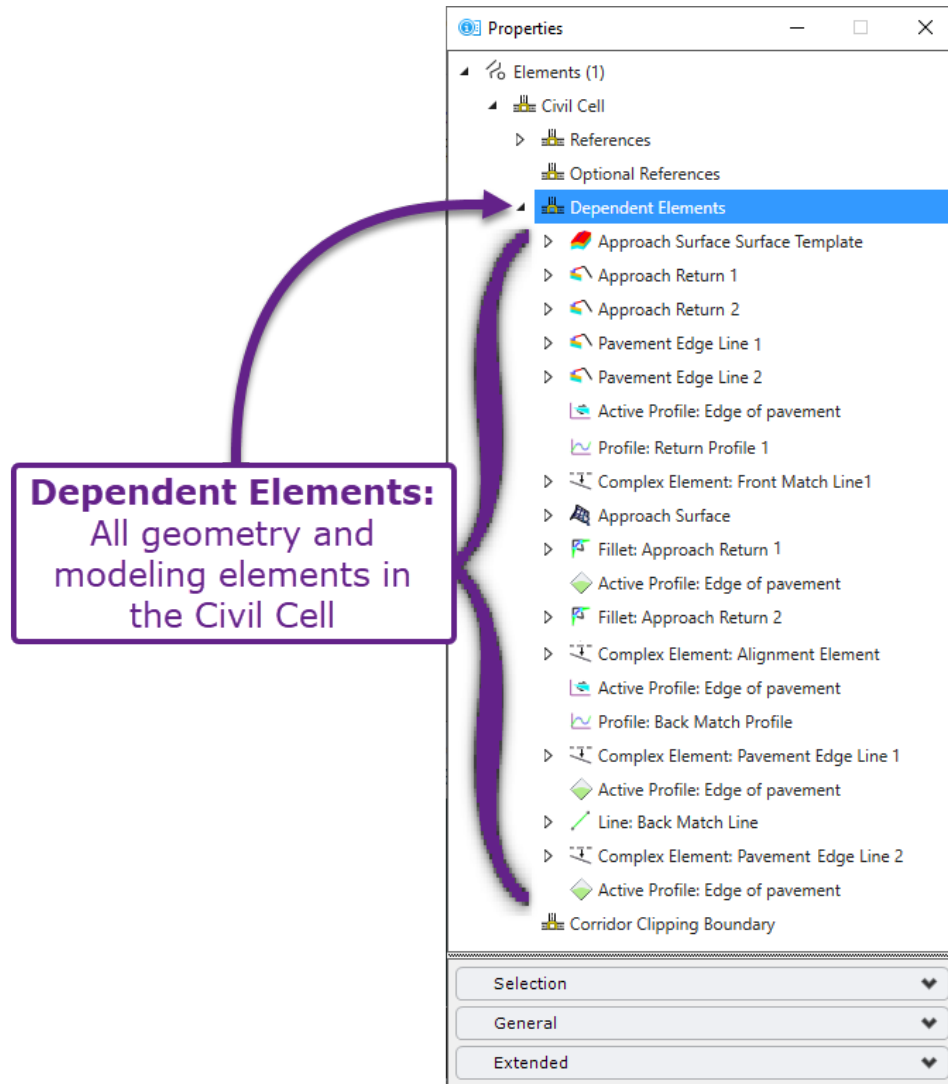 Properties
Elements (1)
Civil Cell
References
Optional References
Dependent Elements
Approach Surface Surface Template
Approach Return 1
Approach Return 2
Pavement Edge Line 1
Pavement Edge Line 2
Active Profile: Edge of pavement
Profile: Return Profile 1
Complex Element: Front Match Line1
Approach Surface
Fillet: Approach Return 1
Active Profile: Edge of pavement
Fillet: Approach Return 2
Complex Element: Alignment Element
Active Profile: Edge of pavement
Profile: Back Match Profile
Complex Element: Pavement Edge Line 1
Active Profile: Edge of pavement
Line: Back Match Line
Complex Element: Pavement Edge Line 2
Active Profile: Edge of pavement
Corridor Clipping Boundary
Selection
General
Extended
Dependent Elements:
All geometry and
modeling elements in
the Civil Cell